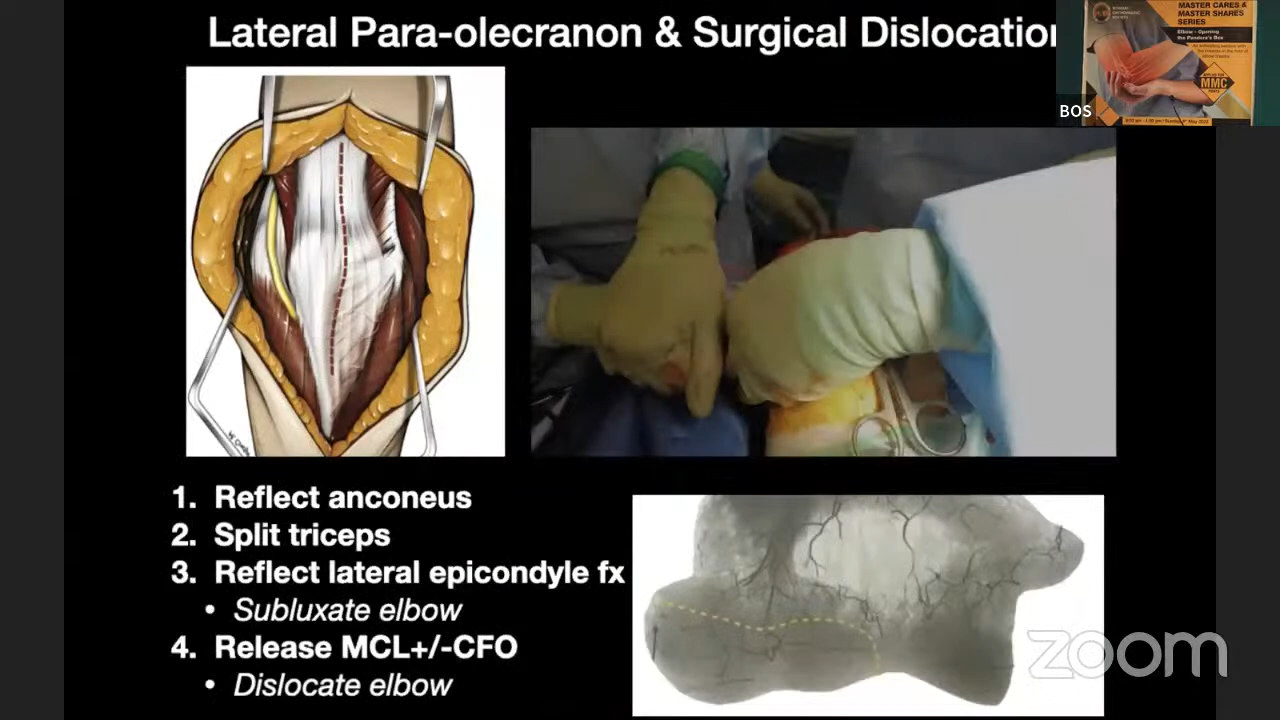 Lateral Para-olecranon & Surgical Dislocation
MASTER CARES &
MASTER SHARES
SERIES
Elbow - Opening
the Pandora's Box
MMC
BOS
1. Reflect anconeus
2. Split triceps
3. Reflect lateral epicondyle fx
• Subluxate elbow
4. Release MCL+/-CFO
• Dislocate elbow
zoom